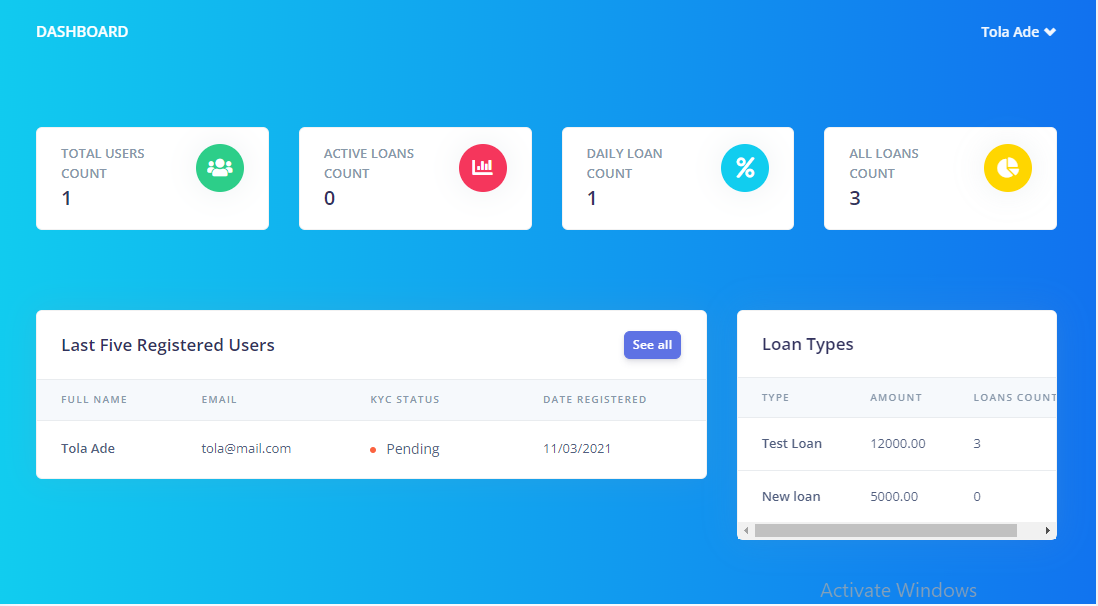 DASHBOARD
Tola Ade
TOTAL USERS
COUNT
1
ACTIVE LOANS
COUNT
0
DAILY LOAN
COUNT
1
%
ALL LOANS
COUNT
3
Last Five Registered Users
See all
FULL NAME EMAIL KYC STATUS DATE REGISTERED
Tola Ade tola@mail.com Pending 11/03/2021
Loan Types
TYPE AMOUNT LOANS COUNT
Test Loan 12000.00 3
New loan 5000.00 0
Activate Windows